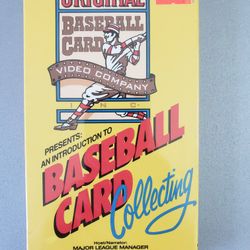 ORIGINAL
BASEBALL
CARD
VIDEO COMPANY
INC
PRESENTS:
AN INTRODUCTION TO
BASEBALL
CARD
Collecting
Host/Narrator:
MAJOR LEAGUE MANAGER